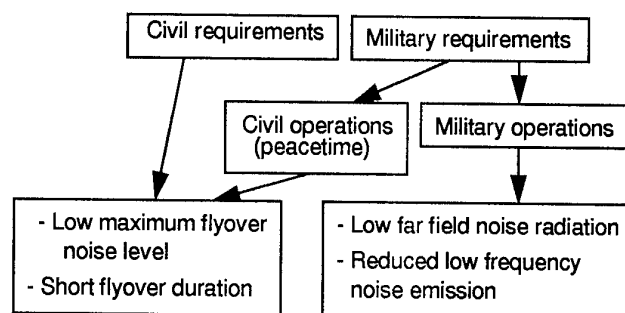 Civil requirements
Military requirements
Civil operations
(peacetime)
Military operations
- Low maximum flyover
noise level
- Short flyover duration
- Low far field noise radiation
- Reduced low frequency
noise emission